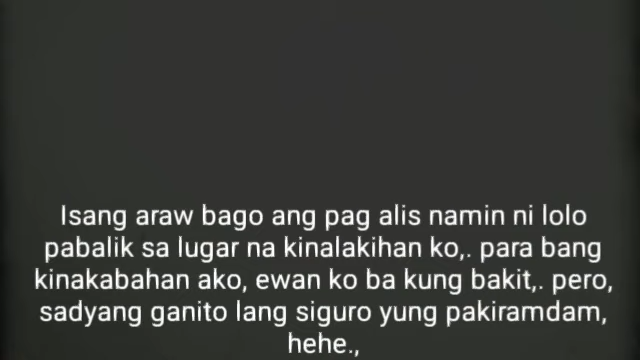 Isang araw bago ang pag alis namin ni lolo
pabalik sa lugar na kinalakihan ko,. para bang
kinakabahan ako, ewan ko ba kung bakit,. pero,
sadyang ganito lang siguro yung pakiramdam,
hehe.,